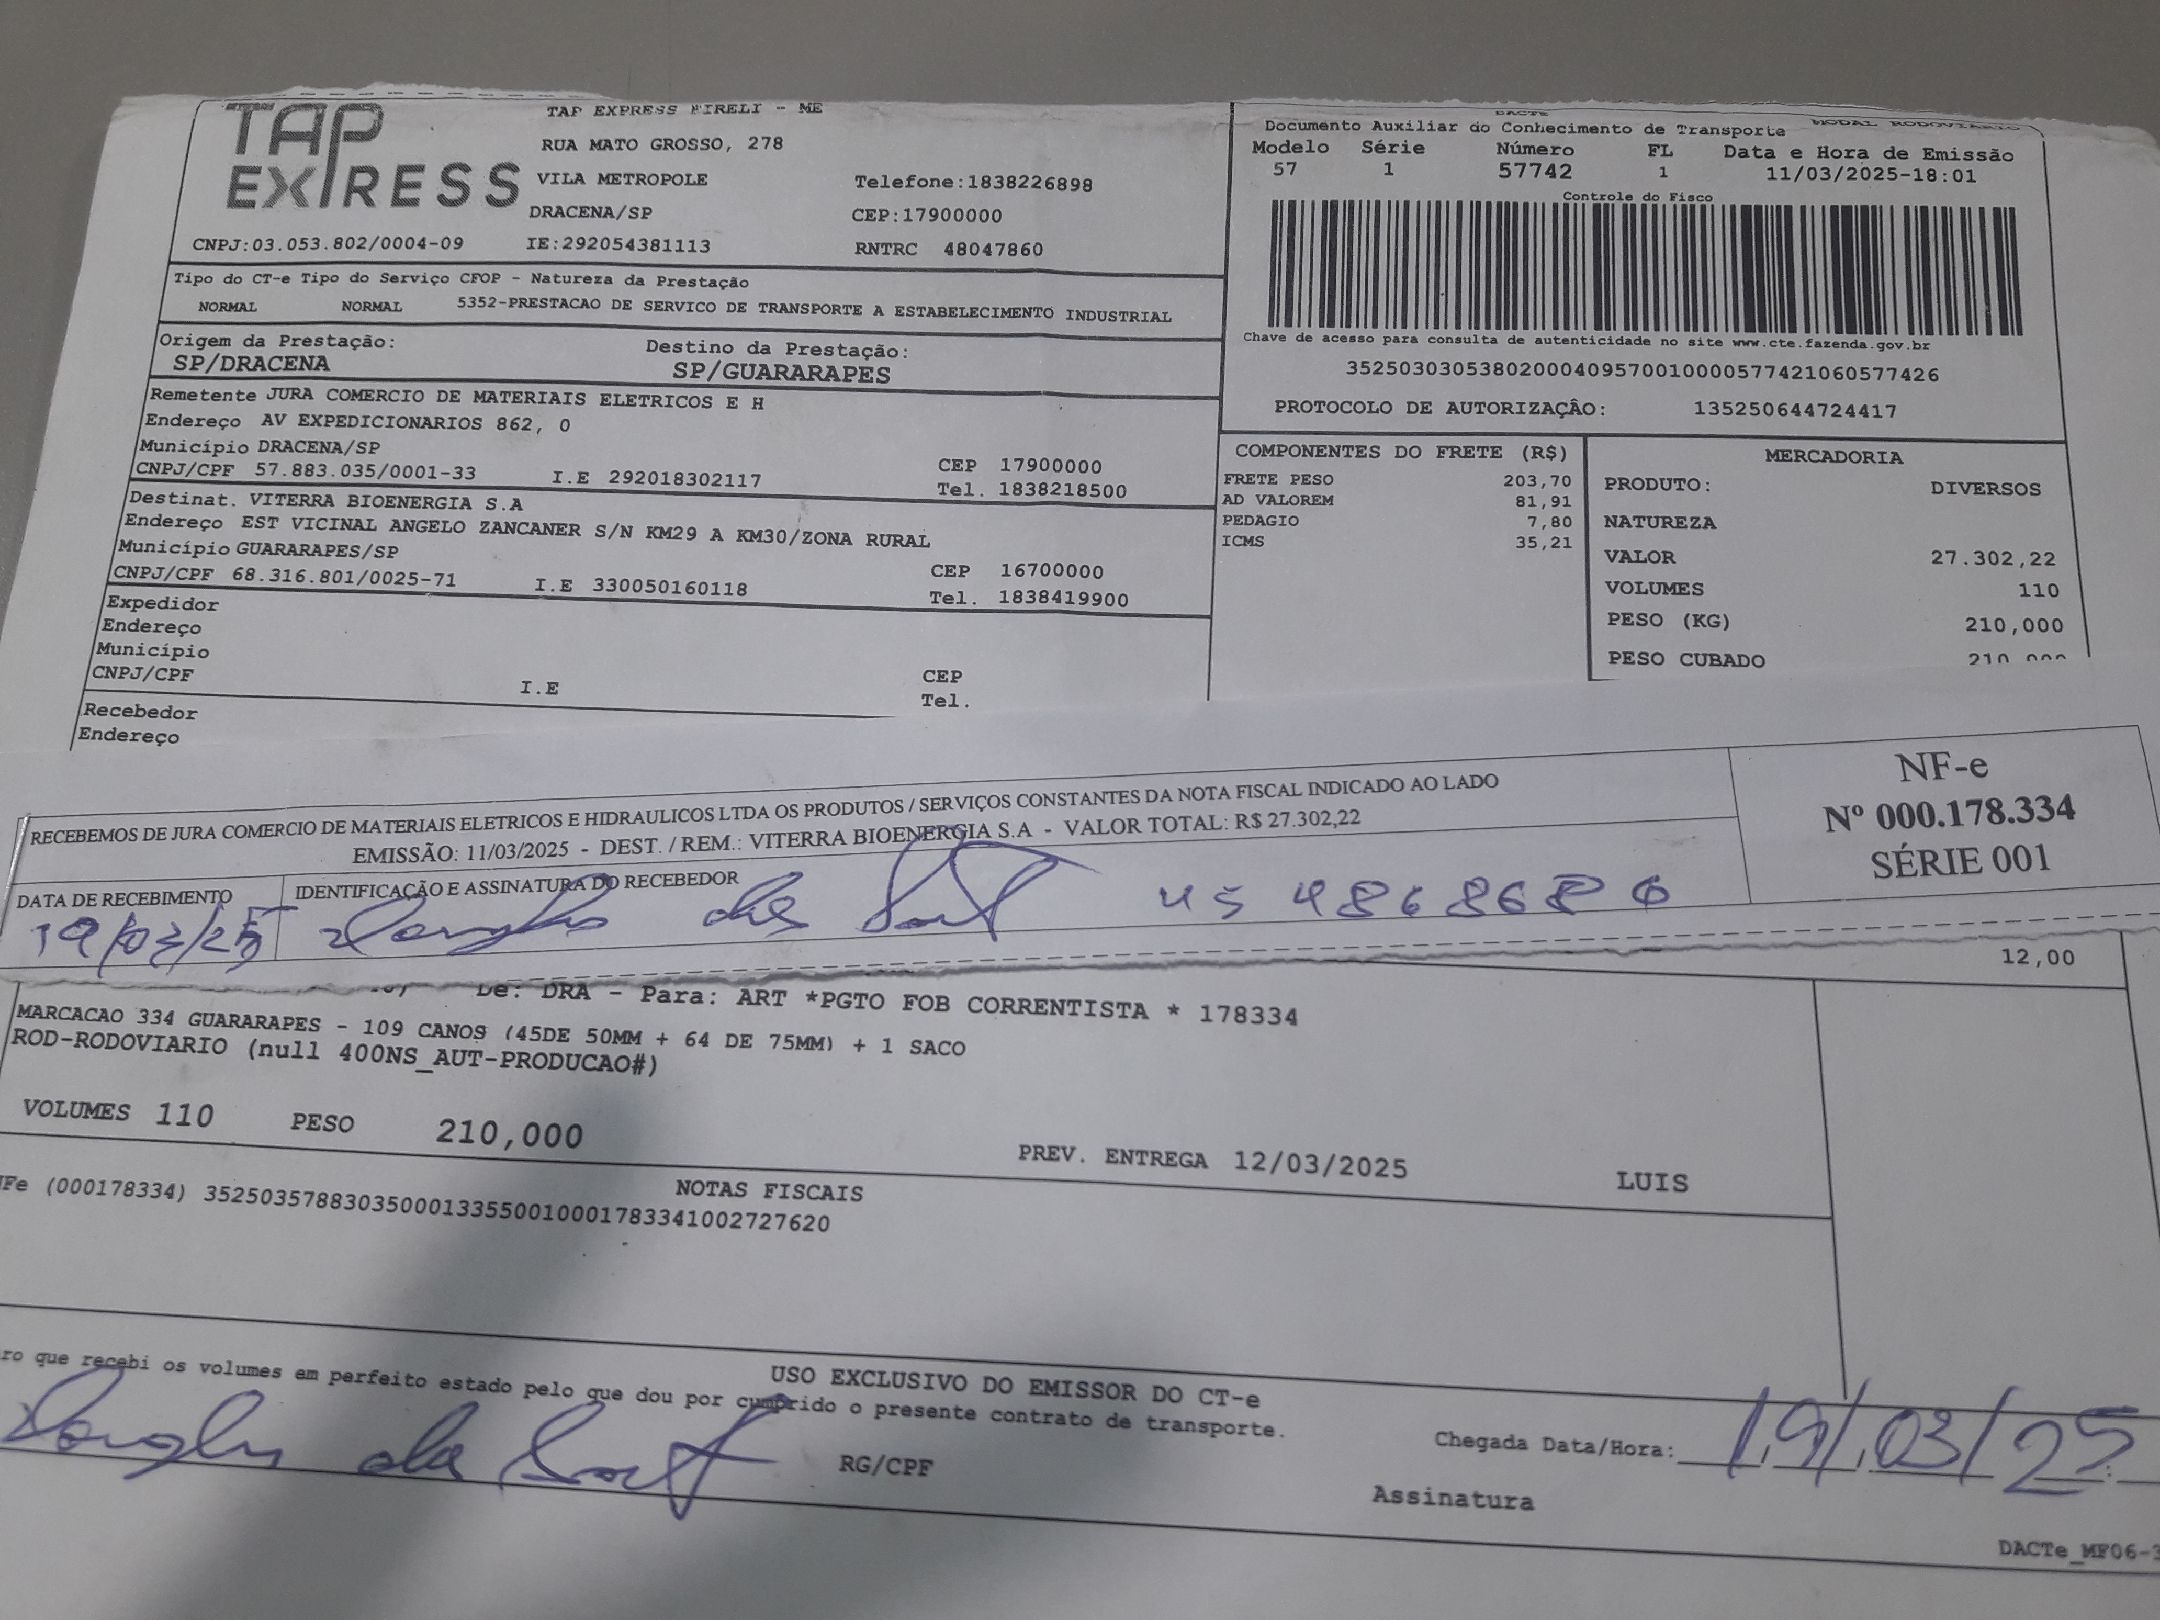 TAP EXPRESS
TAP EXPRESS EIRELI - ME
RUA MATO GROSSO, 278
VILA METROPOLE Telefone:1838226898
DRACENA/SP CEP:17900000
CNPJ:03.053.802/0004-09 IE:292054381113 RNTRC 48047860
DACTE MODAL RODOVIARIO
Documento Auxiliar do Conhecimento de Transporte
Modelo Série Número FL Data e Hora de Emissão
57 1 57742 1 11/03/2025-18:01
Controle do Fisco
Chave de acesso para consulta de autenticidade no site www.cte.fazenda.gov.br
35250303053802000409570010000577421060577426
PROTOCOLO DE AUTORIZAÇÂO: 135250644724417
Tipo do CT-e Tipo do Serviço CFOP - Natureza da Prestação
NORMAL NORMAL 5352-PRESTACAO DE SERVICO DE TRANSPORTE A ESTABELECIMENTO INDUSTRIAL
Origem da Prestação: Destino da Prestação:
SP/DRACENA SP/GUARARAPES
Remetente JURA COMERCIO DE MATERIAIS ELETRICOS E H
Endereço AV EXPEDICIONARIOS 862, 0
Município DRACENA/SP CEP 17900000
CNPJ/CPF 57.883.035/0001-33 I.E 292018302117 Tel. 1838218500
Destinat. VITERRA BIOENERGIA S.A
Endereço EST VICINAL ANGELO ZANCANER S/N KM29 A KM30/ZONA RURAL
Município GUARARAPES/SP CEP 16700000
CNPJ/CPF 68.316.801/0025-71 I.E 330050160118 Tel. 1838419900
Expedidor
Endereço
Município CEP
CNPJ/CPF I.E Tel.
Recebedor
Endereço
COMPONENTES DO FRETE (R$)
FRETE PESO 203,70
AD VALOREM 81,91
PEDAGIO 7,80
ICMS 35,21
MERCADORIA
PRODUTO: DIVERSOS
NATUREZA
VALOR 27.302,22
VOLUMES 110
PESO (KG) 210,000
PESO CUBADO 210,000
RECEBEMOS DE JURA COMERCIO DE MATERIAIS ELETRICOS E HIDRAULICOS LTDA OS PRODUTOS / SERVIÇOS CONSTANTES DA NOTA FISCAL INDICADO AO LADO
EMISSÃO: 11/03/2025 - DEST. / REM.: VITERRA BIOENERGIA S.A - VALOR TOTAL: R$ 27.302,22
NF-e
Nº 000.178.334
SÉRIE 001
DATA DE RECEBIMENTO IDENTIFICAÇÃO E ASSINATURA DO RECEBEDOR
19/03/25 45 4868686
12,00
De: DRA - Para: ART *PGTO FOB CORRENTISTA * 178334
MARCACAO 334 GUARARAPES - 109 CANOS (45DE 50MM + 64 DE 75MM) + 1 SACO
ROD-RODOVIARIO (null 400NS_AUT-PRODUCAO#)
VOLUMES 110 PESO 210,000 PREV. ENTREGA 12/03/2025 LUIS
NOTAS FISCAIS
Fe (000178334) 35250357883035000133550010001783341002727620
USO EXCLUSIVO DO EMISSOR DO CT-e
ro que recebi os volumes em perfeito estado pelo que dou por cumprido o presente contrato de transporte.
RG/CPF Chegada Data/Hora: 19/03/25
Assinatura
DACTe_MF06-3